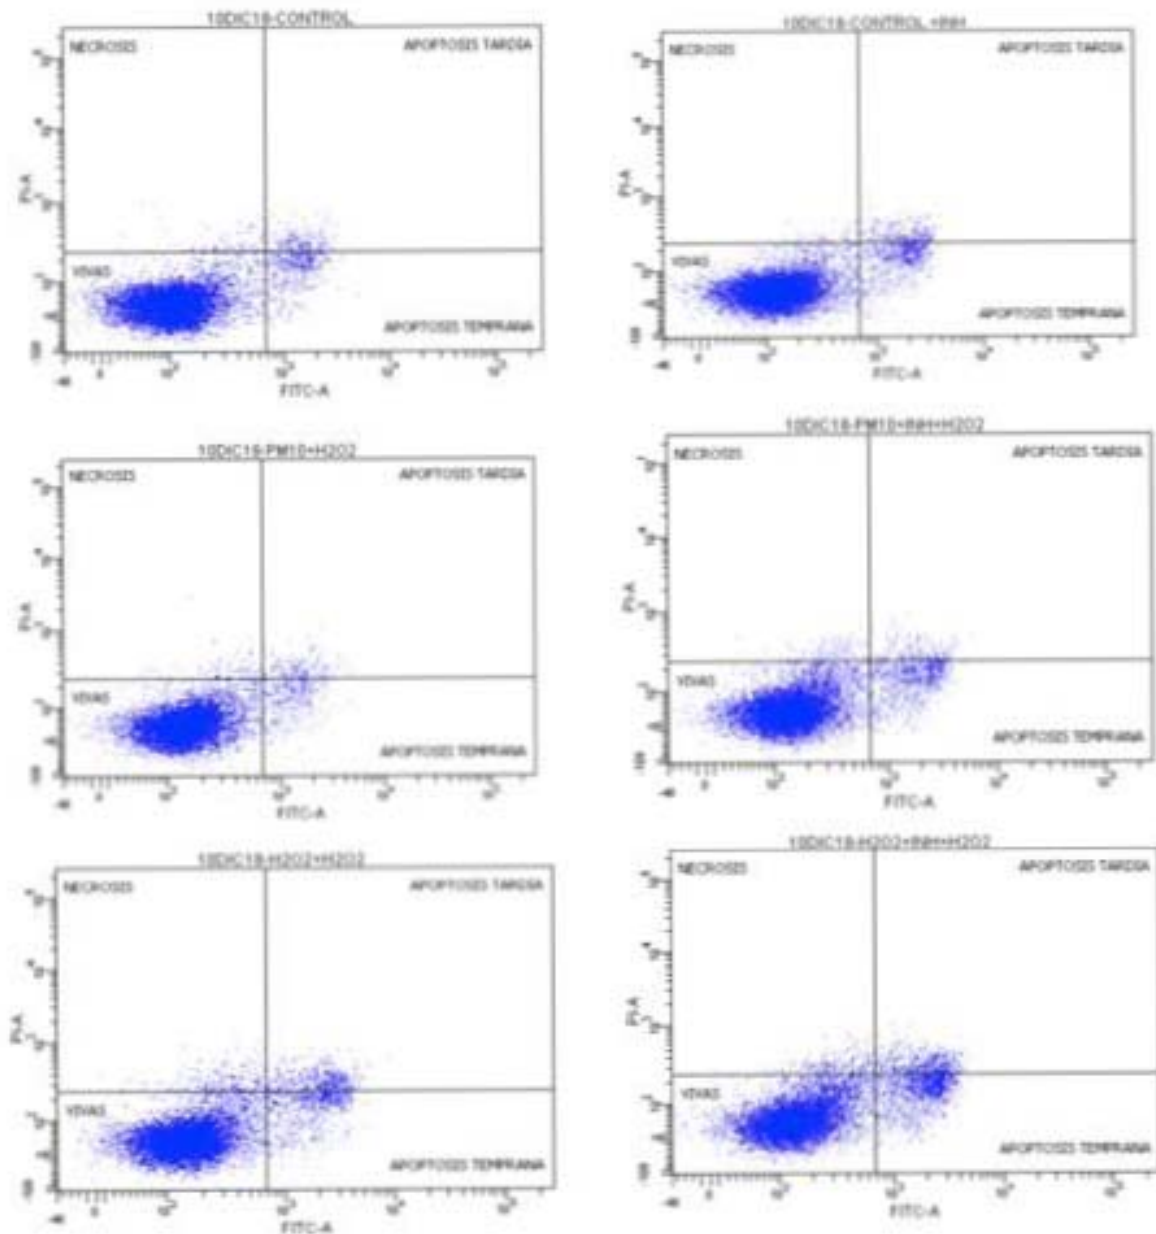 10DIC18-CONTROL
NECROSIS
APOPTOSIS TARDIA
VIVAS
APOPTOSIS TEMPRANA
PI-A
FITC-A
10DIC18-CONTROL +INH
NECROSIS
APOPTOSIS TARDIA
VIVAS
APOPTOSIS TEMPRANA
PI-A
FITC-A
10DIC18-PM10+H2O2
NECROSIS
APOPTOSIS TARDIA
VIVAS
APOPTOSIS TEMPRANA
PI-A
FITC-A
10DIC18-PM10+INH+H2O2
NECROSIS
APOPTOSIS TARDIA
VIVAS
APOPTOSIS TEMPRANA
PI-A
FITC-A
10DIC18-H2O2+H2O2
NECROSIS
APOPTOSIS TARDIA
VIVAS
APOPTOSIS TEMPRANA
PI-A
FITC-A
10DIC18-H2O2+INH+H2O2
NECROSIS
APOPTOSIS TARDIA
VIVAS
APOPTOSIS TEMPRANA
PI-A
FITC-A